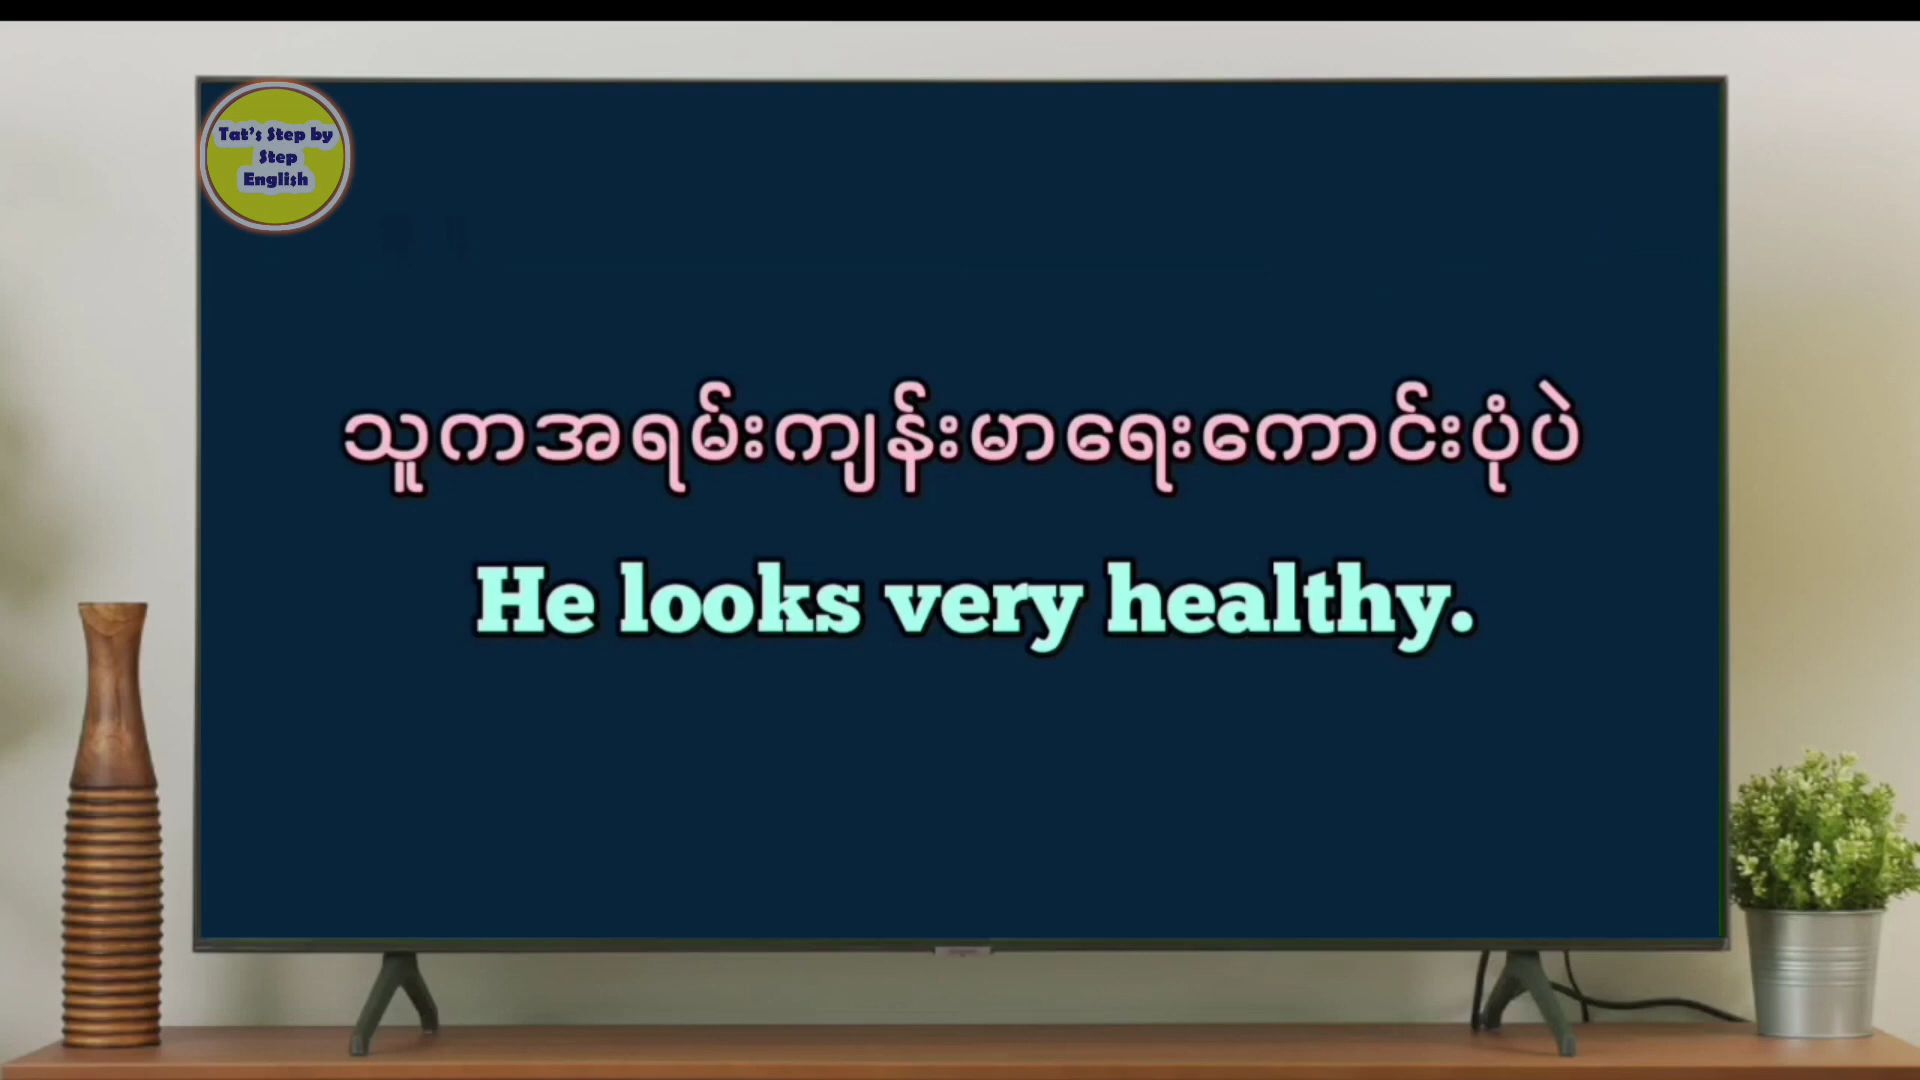 Tat's Step by
Step
English
သူကအရမ်းကျန်းမာရေးကောင်းပုံပဲ
He looks very healthy.